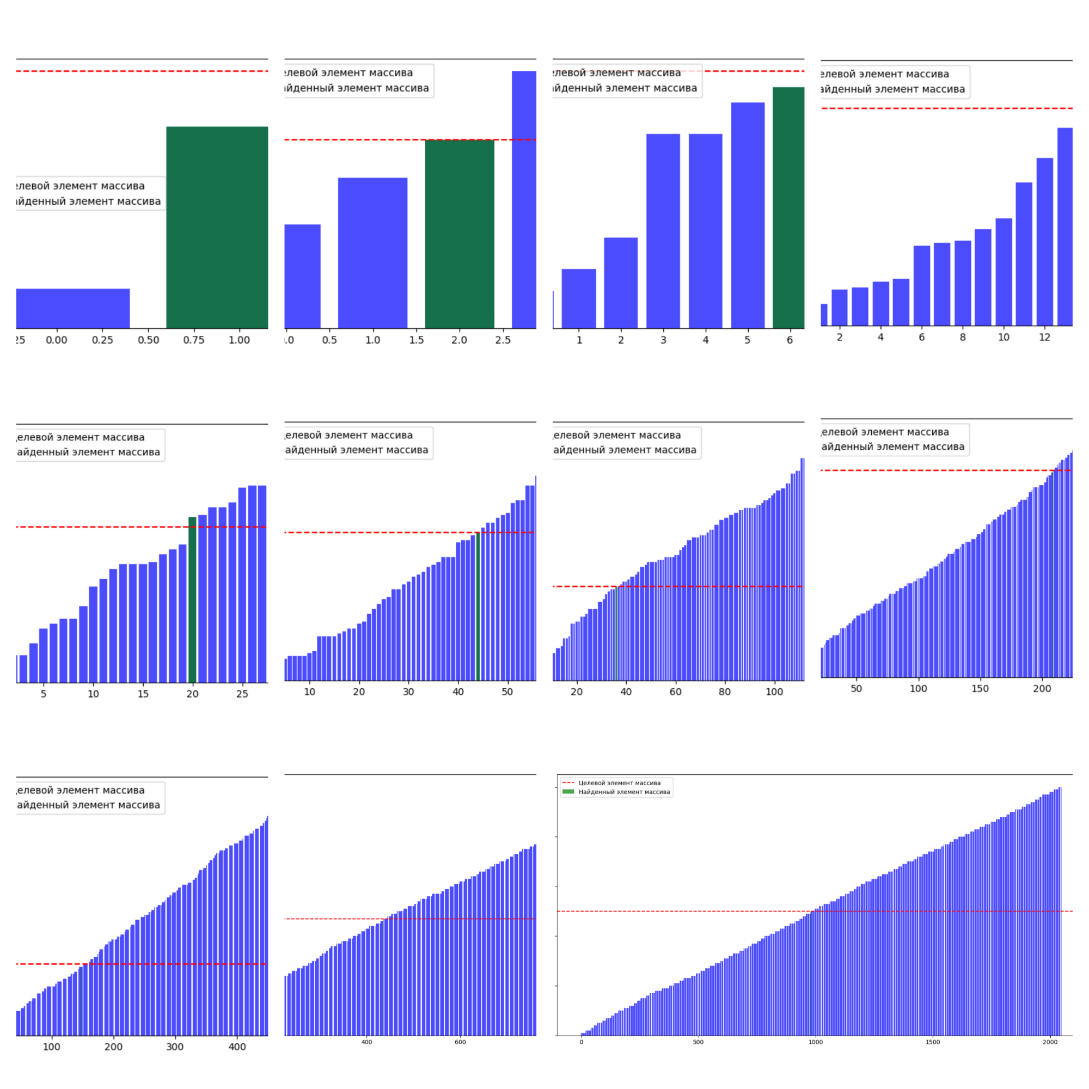 елевой элемент массива
айденный элемент массива
25 0.00 0.25 0.50 0.75 1.00
елевой элемент массива
айденный элемент массива
.0 0.5 1.0 1.5 2.0 2.5
елевой элемент массива
айденный элемент массива
1 2 3 4 5 6
елевой элемент массива
айденный элемент массива
2 4 6 8 10 12
елевой элемент массива
айденный элемент массива
5 10 15 20 25
елевой элемент массива
айденный элемент массива
10 20 30 40 50
елевой элемент массива
айденный элемент массива
20 40 60 80 100
елевой элемент массива
айденный элемент массива
50 100 150 200
елевой элемент массива
айденный элемент массива
100 200 300 400
400 600
Целевой элемент массива
Найденный элемент массива
0 500 1000 1500 2000